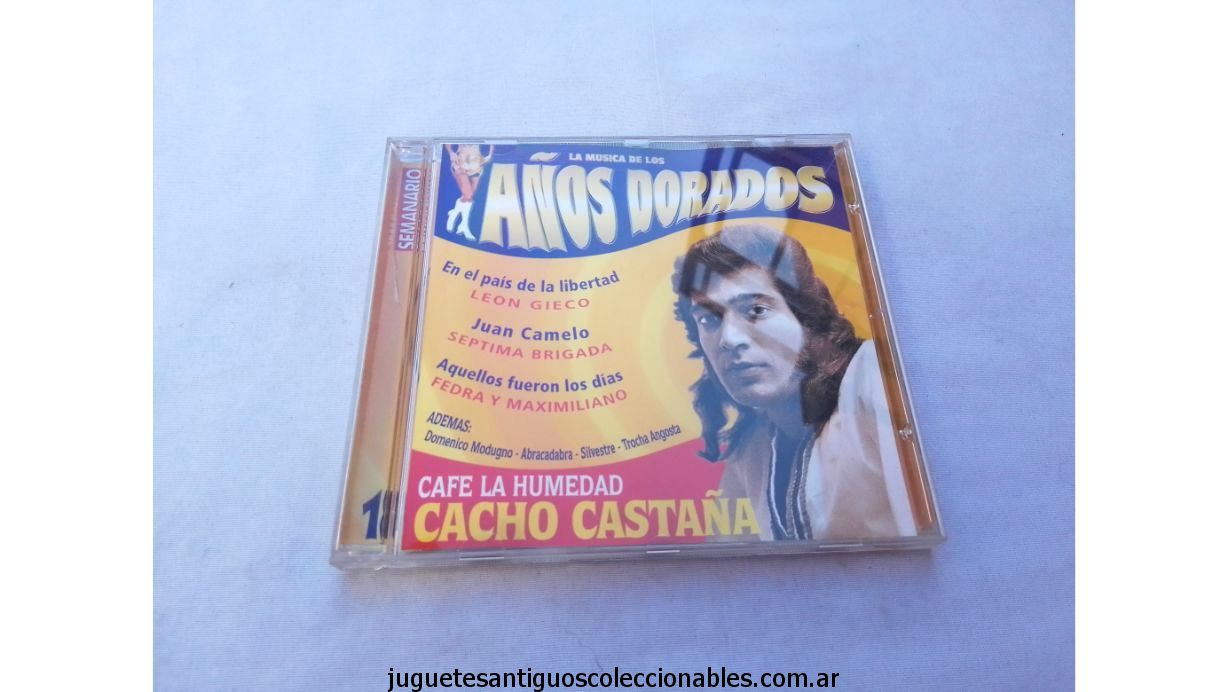 SEMANARIO
LA MÚSICA DE LOS
AÑOS DORADOS
En el país de la libertad
LEON GIECO
Juan Camelo
SEPTIMA BRIGADA
Aquellos fueron los días
FEDRA Y MAXIMILIANO
ADEMAS:
Domenico Modugno - Abracadabra - Silvestre - Trocha Angosta
CAFE LA HUMEDAD
CACHO CASTAÑA
juguetesantiguoscoleccionables.com.ar